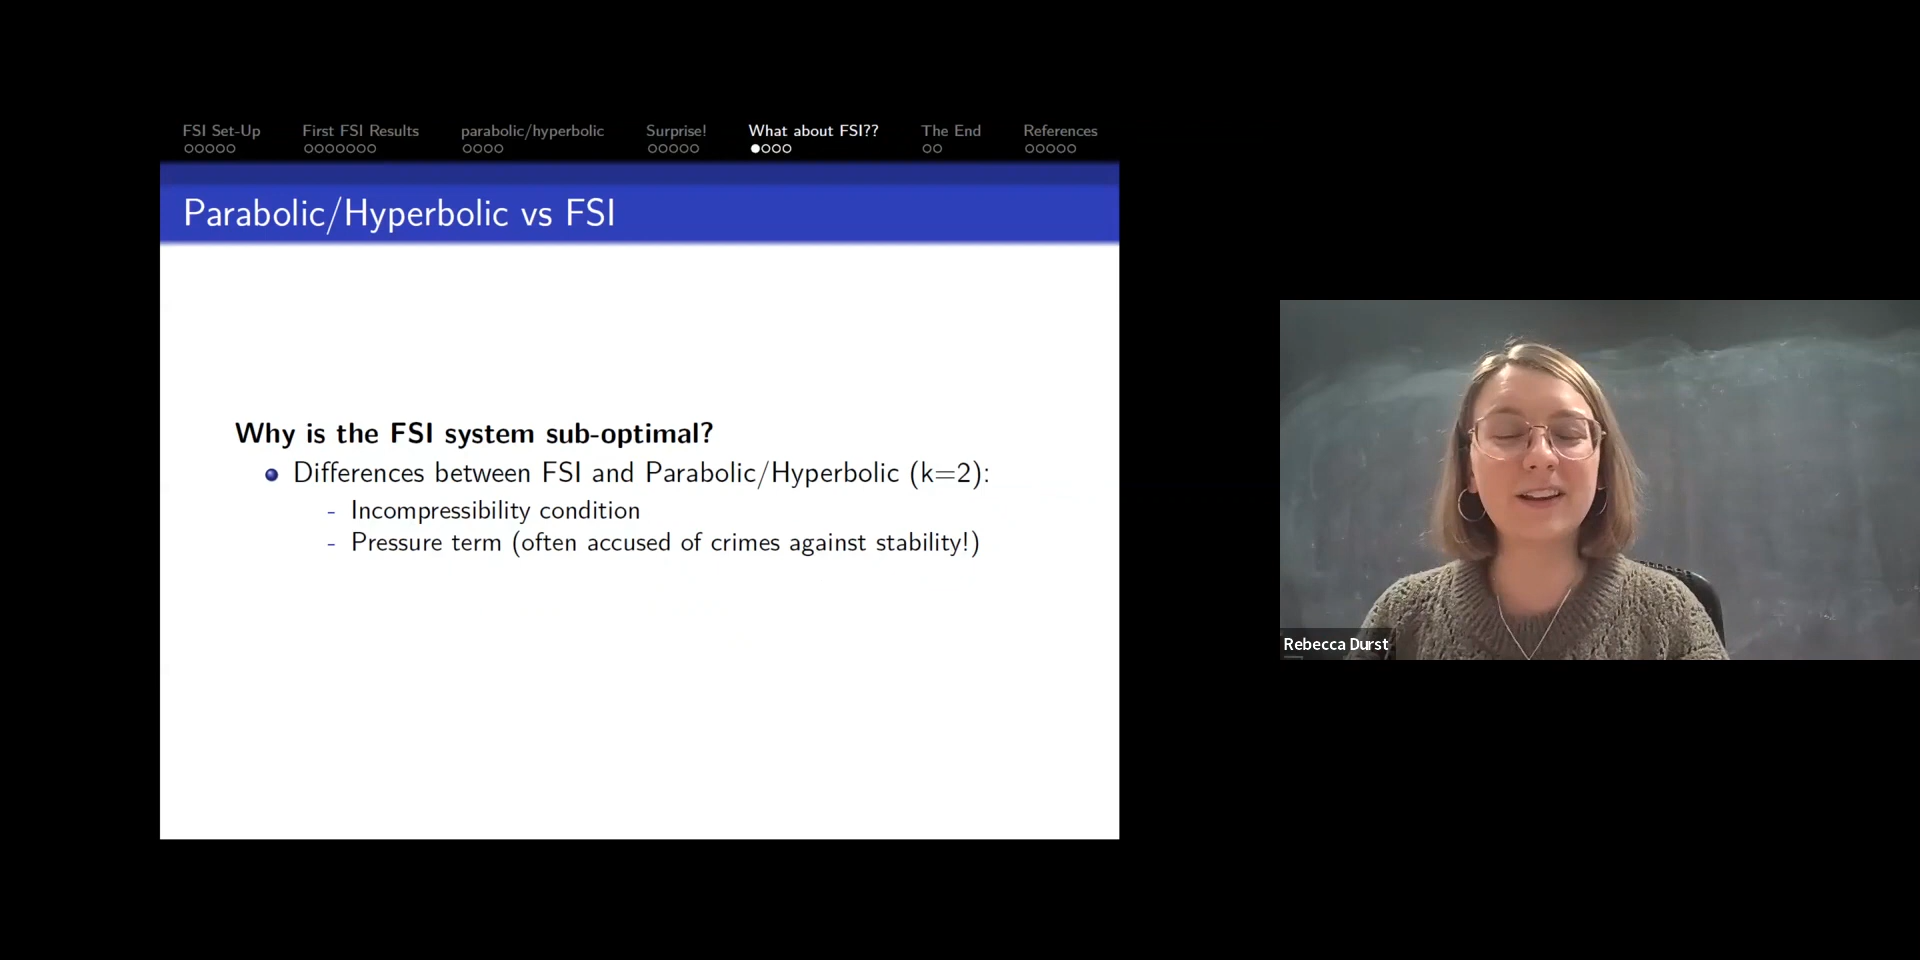 FSI Set-Up First FSI Results parabolic/hyperbolic Surprise! What about FSI?? The End References
Parabolic/Hyperbolic vs FSI
Why is the FSI system sub-optimal?
Differences between FSI and Parabolic/Hyperbolic (k=2):
- Incompressibility condition
- Pressure term (often accused of crimes against stability!)
Rebecca Durst